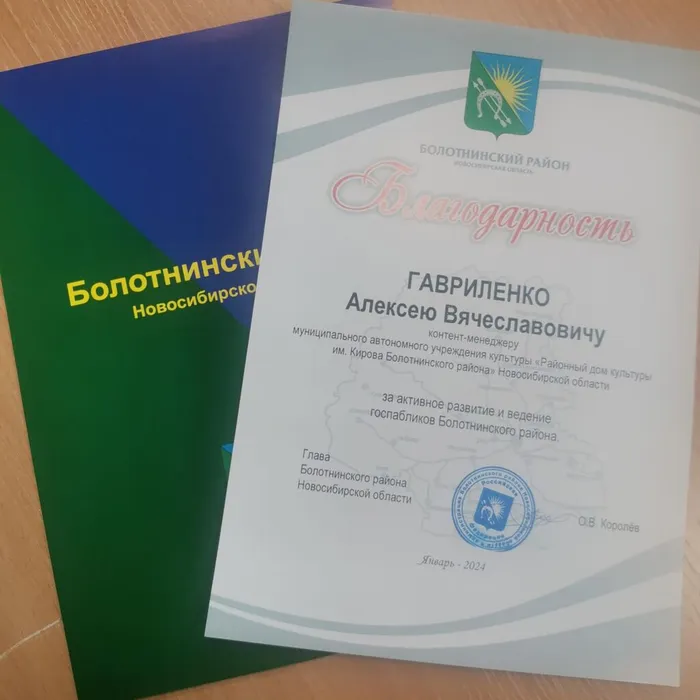 Болотнински
Новосибирско
БОЛОТНИНСКИЙ РАЙОН
НОВОСИБИРСКАЯ ОБЛАСТЬ
Благодарность
ГАВРИЛЕНКО
Алексею Вячеславовичу
контент-менеджеру
муниципального автономного учреждения культуры «Районный дом культуры
им. Кирова Болотнинского района» Новосибирской области
за активное развитие и ведение
госпабликов Болотнинского района.
Глава
Болотнинского района
Новосибирской области
О.В. Королёв
Январь - 2024